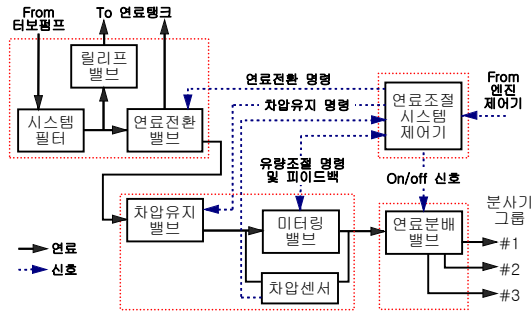 From
터보펌프
To 연료탱크
릴리프
밸브
시스템
필터
연료전환
밸브
연료전환 명령
차압유지 명령
연료조절
시스템
제어기
From
엔진
제어기
유량조절 명령
및 피이드백
On/off 신호
차압유지
밸브
미터링
밸브
차압센서
연료분배
밸브
분사기
그룹
#1
#2
#3
연료
신호